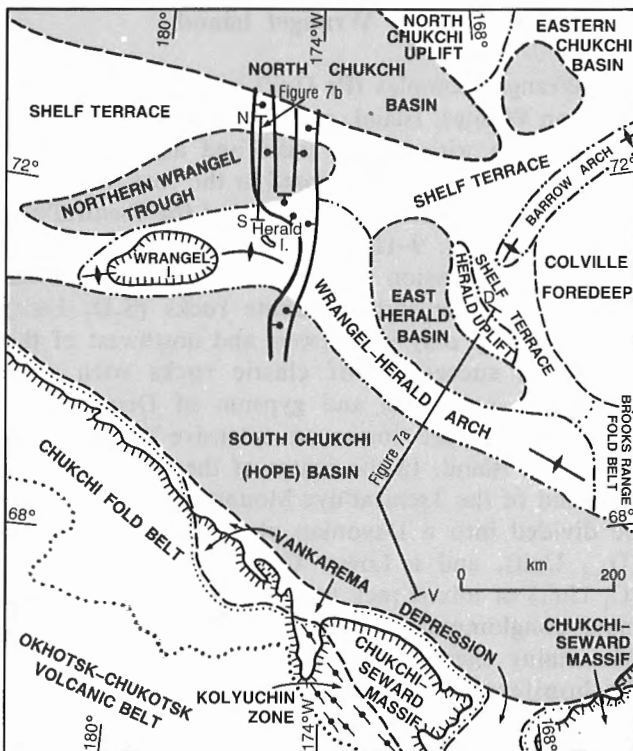 180°
174°W
168°
NORTH
CHUKCHI
UPLIFT
EASTERN
CHUKCHI
BASIN
NORTH CHUKCHI
BASIN
Figure 7b
SHELF TERRACE
N
72°
72°
NORTHERN WRANGEL
TROUGH
SHELF TERRACE
BARROW ARCH
S
Herald
I.
WRANGEL
I.
COLVILLE
FOREDEEP
EAST
HERALD
BASIN
SHELF TERRACE
HERALD UPLIFT
WRANGEL–HERALD
ARCH
BROOKS RANGE
FOLD BELT
SOUTH CHUKCHI
(HOPE) BASIN
Figure 7a
CHUKCHI FOLD BELT
68°
68°
VANKAREMA
DEPRESSION
km
0
200
V
CHUKCHI–
SEWARD
MASSIF
OKHOTSK–CHUKOTSK
VOLCANIC BELT
KOLYUCHIN
ZONE
CHUKCHI
SEWARD
MASSIF
180°
174°W
168°